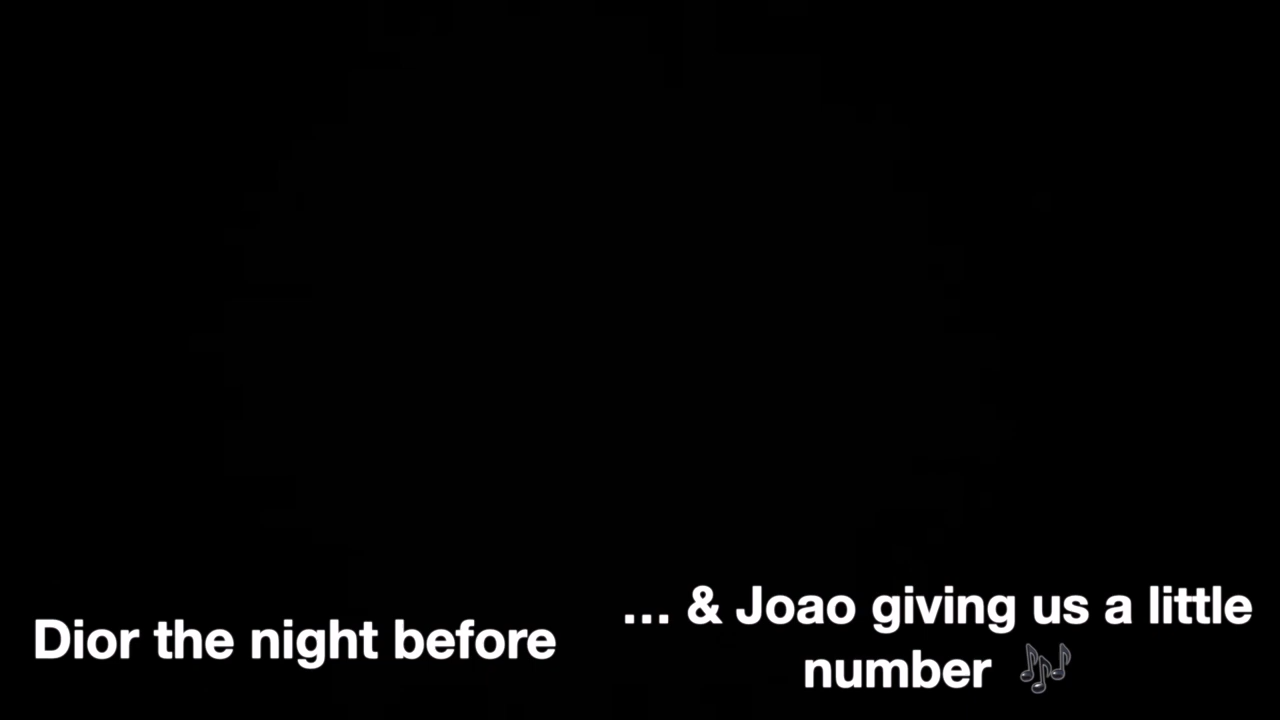 Dior the night before
... & Joao giving us a little
number 🎶